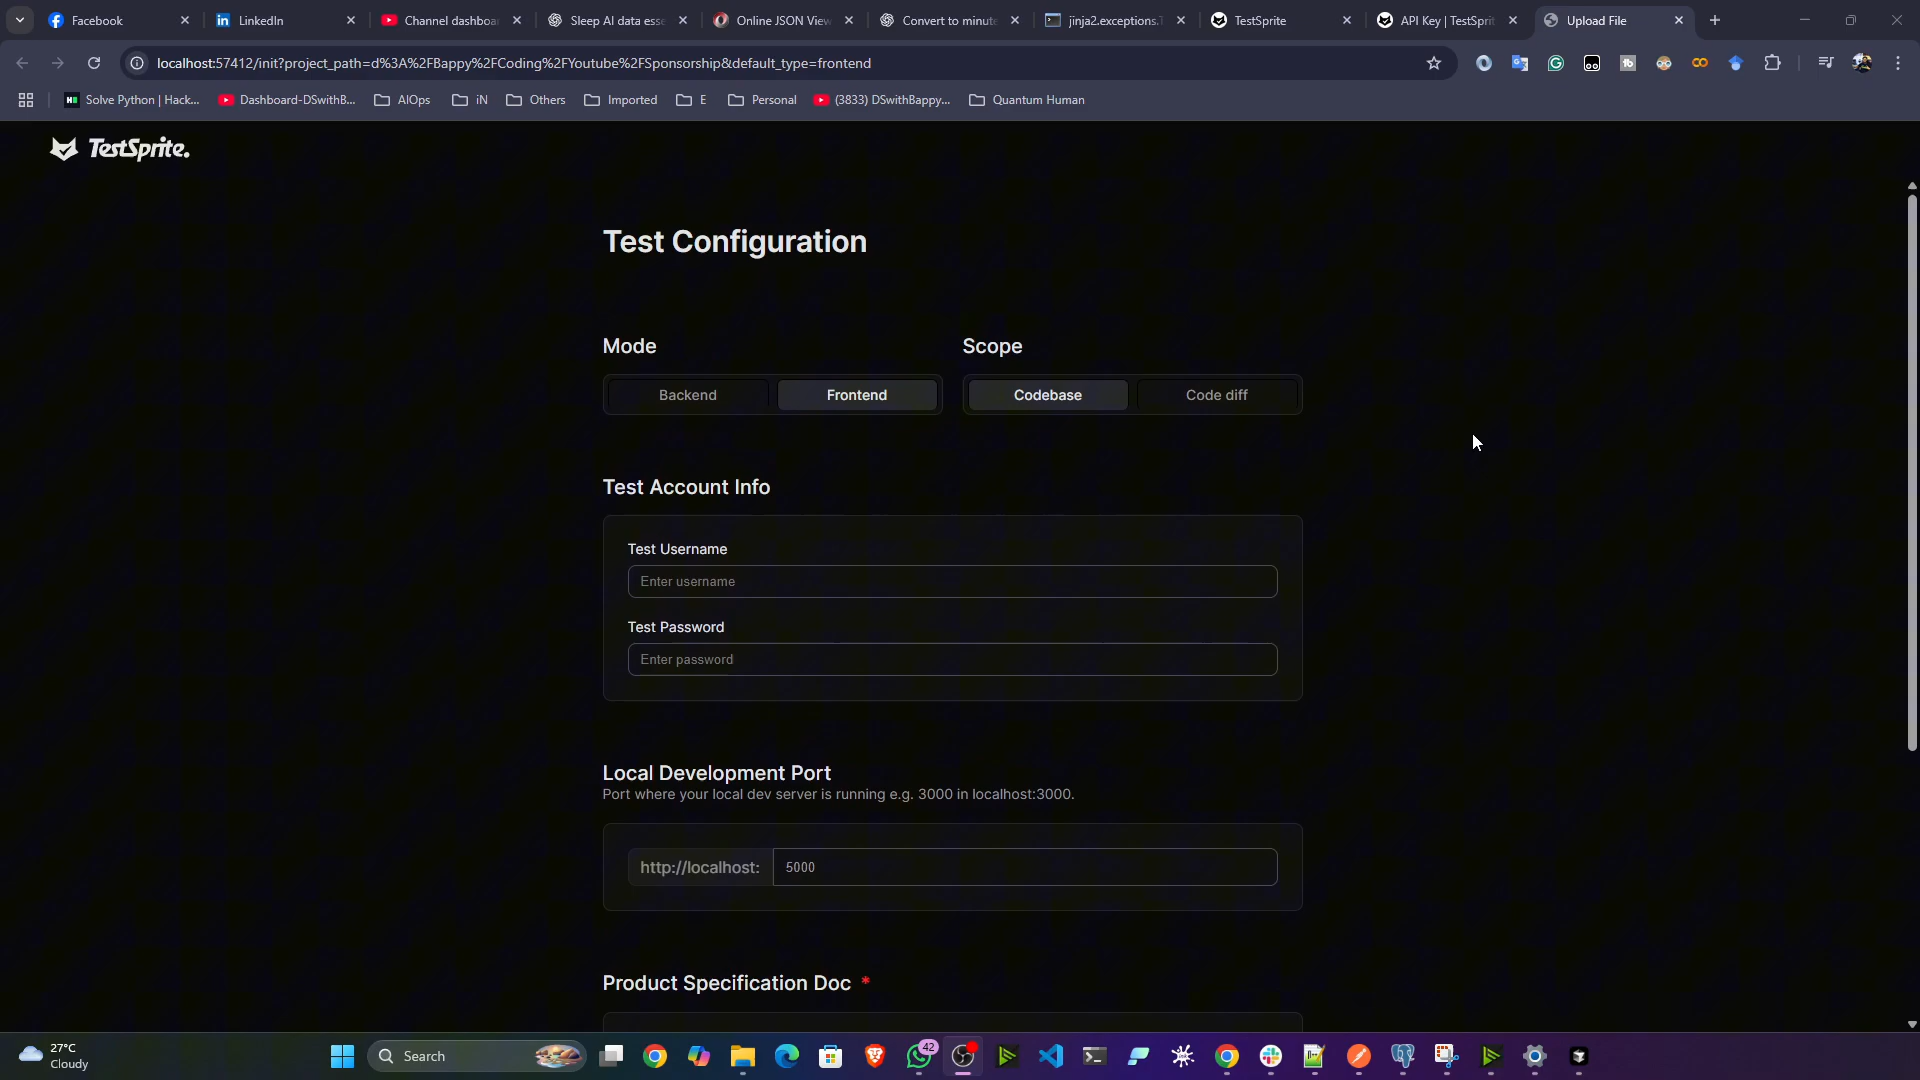 Facebook
LinkedIn
Channel dashboa
Sleep AI data esse
Online JSON View
Convert to minute
jinja2.exceptions.T
TestSprite
API Key | TestSprit
Upload File
localhost:57412/init?project_path=d%3A%2FBappy%2FCoding%2FYoutube%2FSponsorship&default_type=frontend
Solve Python | Hack...
Dashboard-DSwithB...
AIOps
iN
Others
Imported
E
Personal
(3833) DSwithBappy...
Quantum Human
TestSprite.
Test Configuration
Mode
Scope
Backend
Frontend
Codebase
Code diff
Test Account Info
Test Username
Enter username
Test Password
Enter password
Local Development Port
Port where your local dev server is running e.g. 3000 in localhost:3000.
http://localhost:
5000
Product Specification Doc *
27°C
Cloudy
Search
42